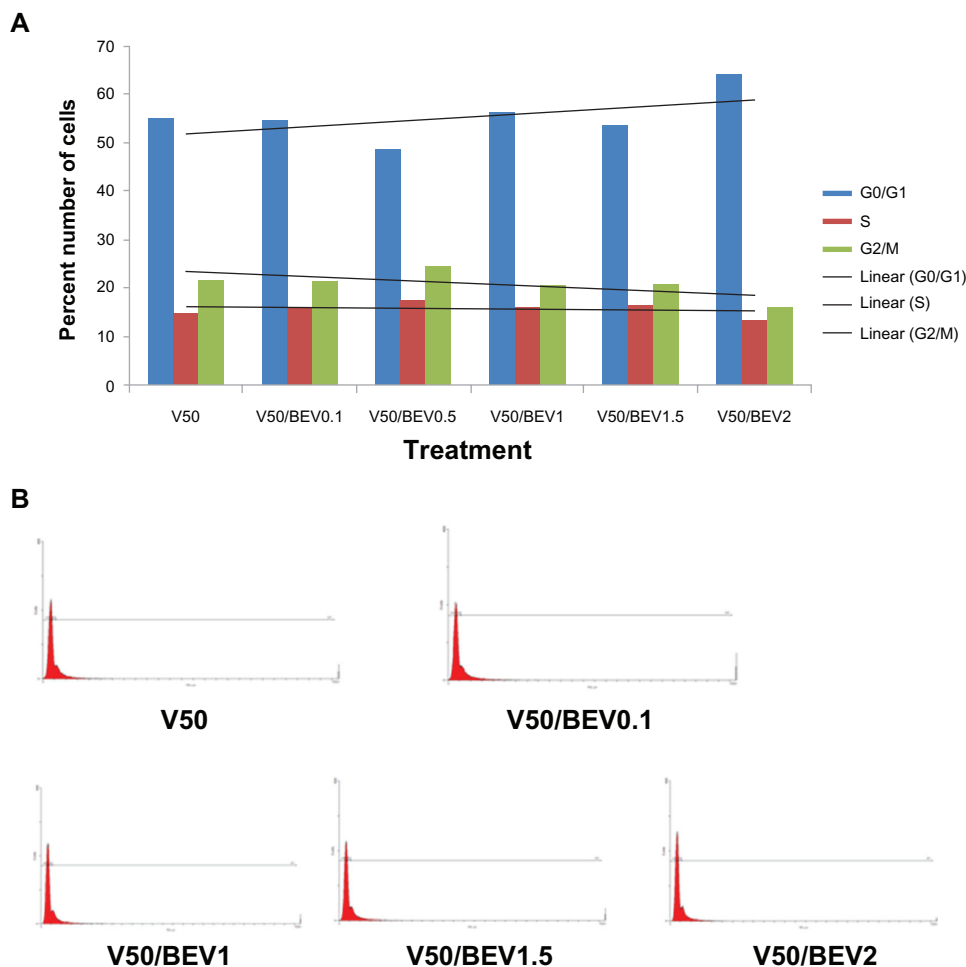 A
Percent number of cells
70
60
50
40
30
20
10
0
V50
V50/BEV0.1
V50/BEV0.5
V50/BEV1
V50/BEV1.5
V50/BEV2
Treatment
G0/G1
S
G2/M
Linear (G0/G1)
Linear (S)
Linear (G2/M)
B
V50
V50/BEV0.1
V50/BEV1
V50/BEV1.5
V50/BEV2